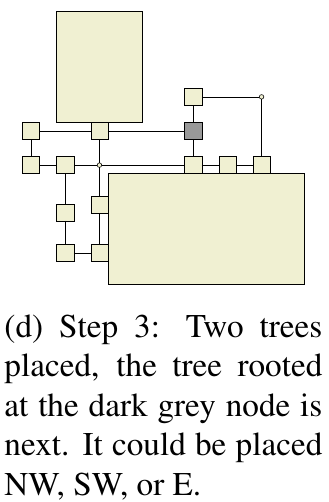 (d) Step 3: Two trees
placed, the tree rooted
at the dark grey node is
next. It could be placed
NW, SW, or E.